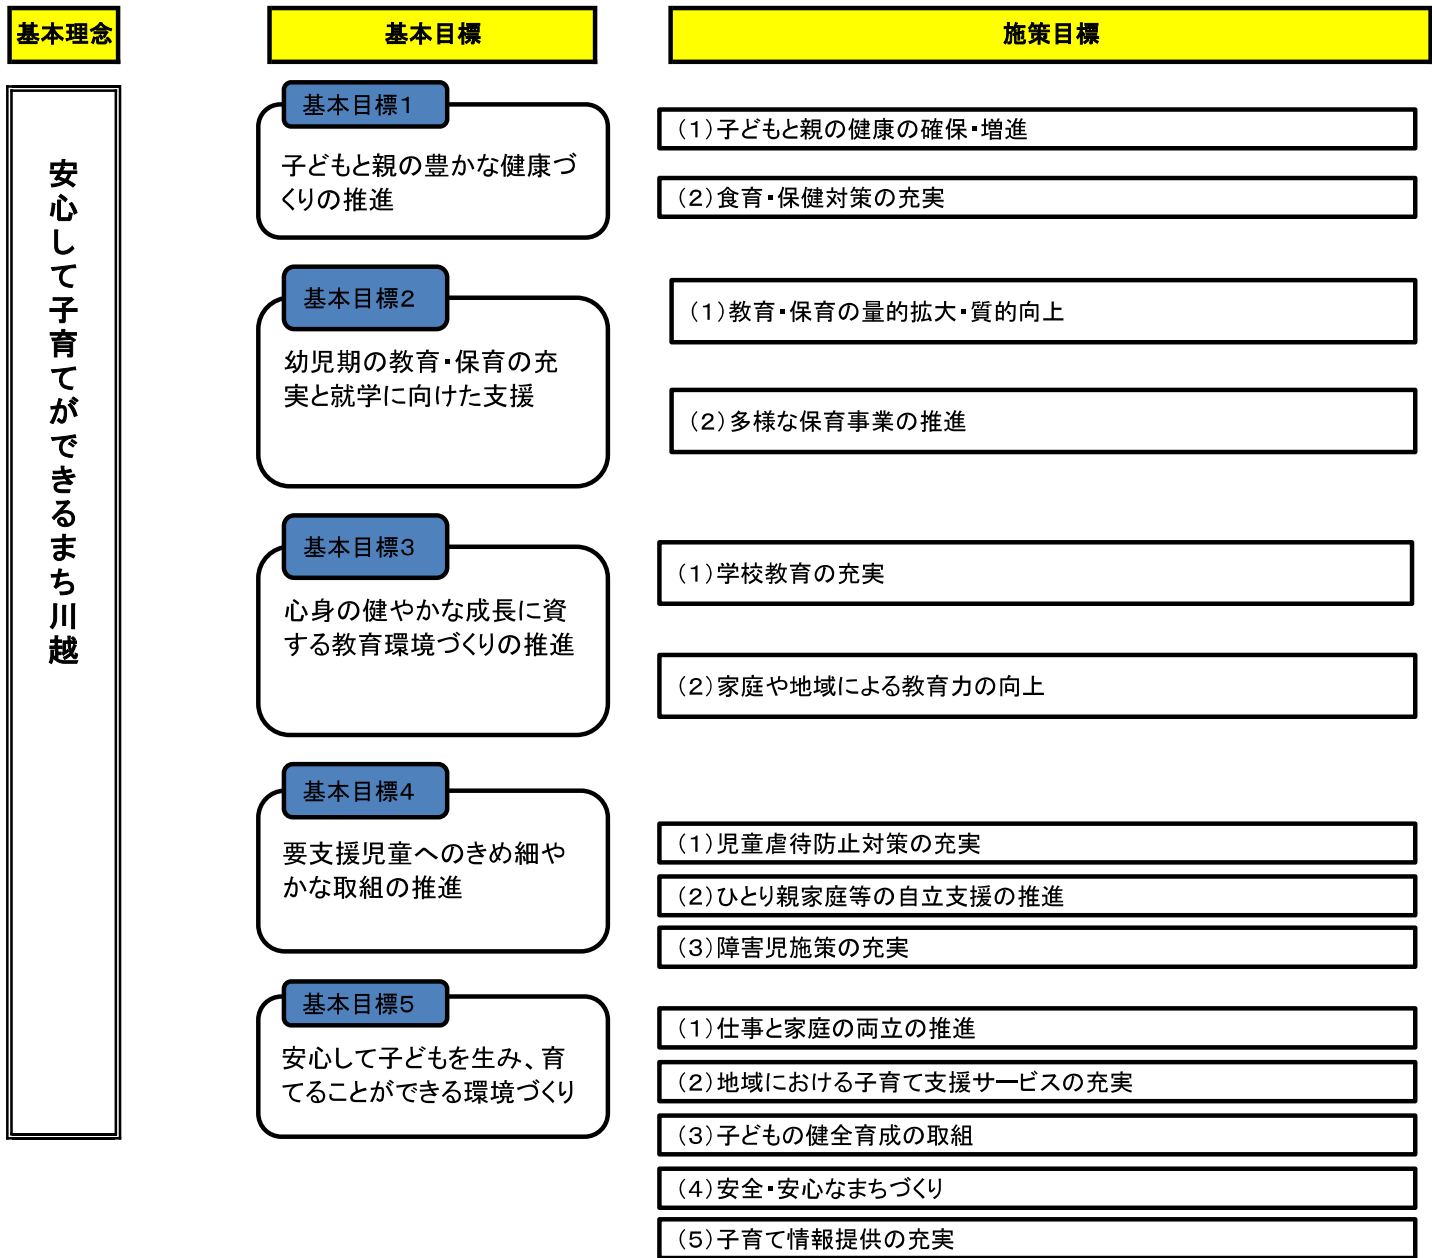 基本理念
基本目標
施策目標
安心して子育てができるまち川越
基本目標1
子どもと親の豊かな健康づ
くりの推進
(1)子どもと親の健康の確保・増進
(2)食育・保健対策の充実
基本目標2
幼児期の教育・保育の充
実と就学に向けた支援
(1)教育・保育の量的拡大・質的向上
(2)多様な保育事業の推進
基本目標3
心身の健やかな成長に資
する教育環境づくりの推進
(1)学校教育の充実
(2)家庭や地域による教育力の向上
基本目標4
要支援児童へのきめ細や
かな取組の推進
(1)児童虐待防止対策の充実
(2)ひとり親家庭等の自立支援の推進
(3)障害児施策の充実
基本目標5
安心して子どもを生み、育
てることができる環境づくり
(1)仕事と家庭の両立の推進
(2)地域における子育て支援サービスの充実
(3)子どもの健全育成の取組
(4)安全・安心なまちづくり
(5)子育て情報提供の充実